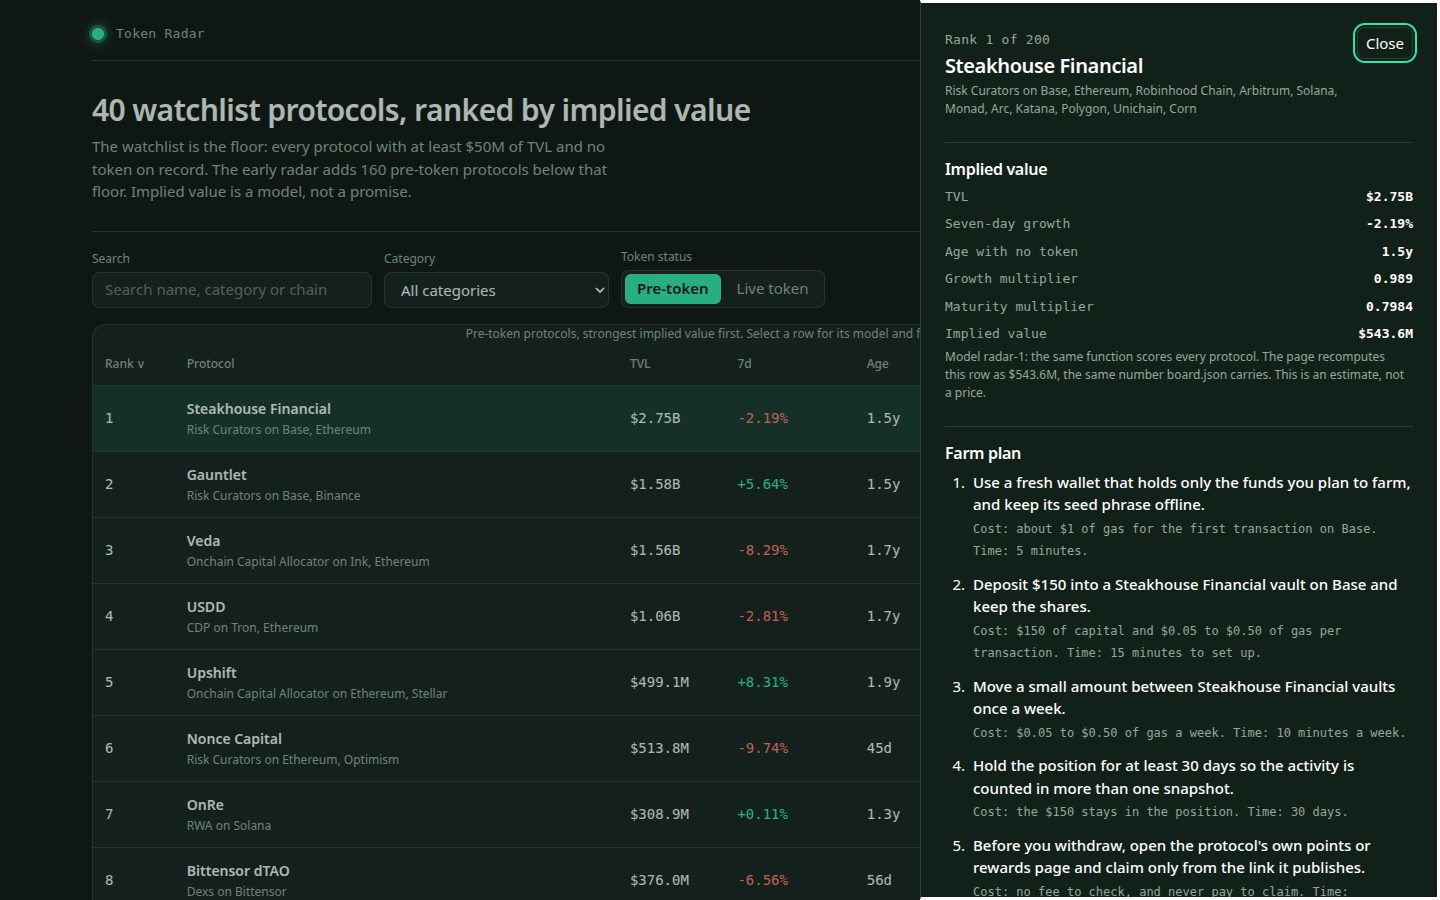 Token Radar
40 watchlist protocols, ranked by implied value
The watchlist is the floor: every protocol with at least $50M of TVL and no
token on record. The early radar adds 160 pre-token protocols below that
floor. Implied value is a model, not a promise.
Search
Category
Token status
Search name, category or chain
All categories
Pre-token
Live token
Pre-token protocols, strongest implied value first. Select a row for its model and f
Rank v
Protocol
TVL
7d
Age
1
Steakhouse Financial
Risk Curators on Base, Ethereum
$2.75B
-2.19%
1.5y
2
Gauntlet
Risk Curators on Base, Binance
$1.58B
+5.64%
1.5y
3
Veda
Onchain Capital Allocator on Ink, Ethereum
$1.56B
-8.29%
1.7y
4
USDD
CDP on Tron, Ethereum
$1.06B
-2.81%
1.7y
5
Upshift
Onchain Capital Allocator on Ethereum, Stellar
$499.1M
+8.31%
1.9y
6
Nonce Capital
Risk Curators on Ethereum, Optimism
$513.8M
-9.74%
45d
7
OnRe
RWA on Solana
$308.9M
+0.11%
1.3y
8
Bittensor dTAO
Dexs on Bittensor
$376.0M
-6.56%
56d
Rank 1 of 200
Close
Steakhouse Financial
Risk Curators on Base, Ethereum, Robinhood Chain, Arbitrum, Solana,
Monad, Arc, Katana, Polygon, Unichain, Corn
Implied value
TVL $2.75B
Seven-day growth -2.19%
Age with no token 1.5y
Growth multiplier 0.989
Maturity multiplier 0.7984
Implied value $543.6M
Model radar-1: the same function scores every protocol. The page recomputes
this row as $543.6M, the same number board.json carries. This is an estimate, not
a price.
Farm plan
1. Use a fresh wallet that holds only the funds you plan to farm,
and keep its seed phrase offline.
Cost: about $1 of gas for the first transaction on Base.
Time: 5 minutes.
2. Deposit $150 into a Steakhouse Financial vault on Base and
keep the shares.
Cost: $150 of capital and $0.05 to $0.50 of gas per
transaction. Time: 15 minutes to set up.
3. Move a small amount between Steakhouse Financial vaults
once a week.
Cost: $0.05 to $0.50 of gas a week. Time: 10 minutes a week.
4. Hold the position for at least 30 days so the activity is
counted in more than one snapshot.
Cost: the $150 stays in the position. Time: 30 days.
5. Before you withdraw, open the protocol's own points or
rewards page and claim only from the link it publishes.
Cost: no fee to check, and never pay to claim. Time: